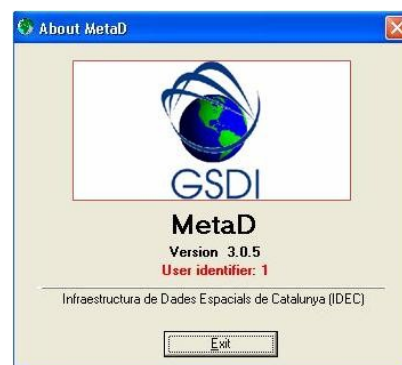 About MetaD
GSDI
MetaD
Version 3.0.5
User identifier: 1
Infraestructura de Dades Espacials de Catalunya (IDEC)
Exit